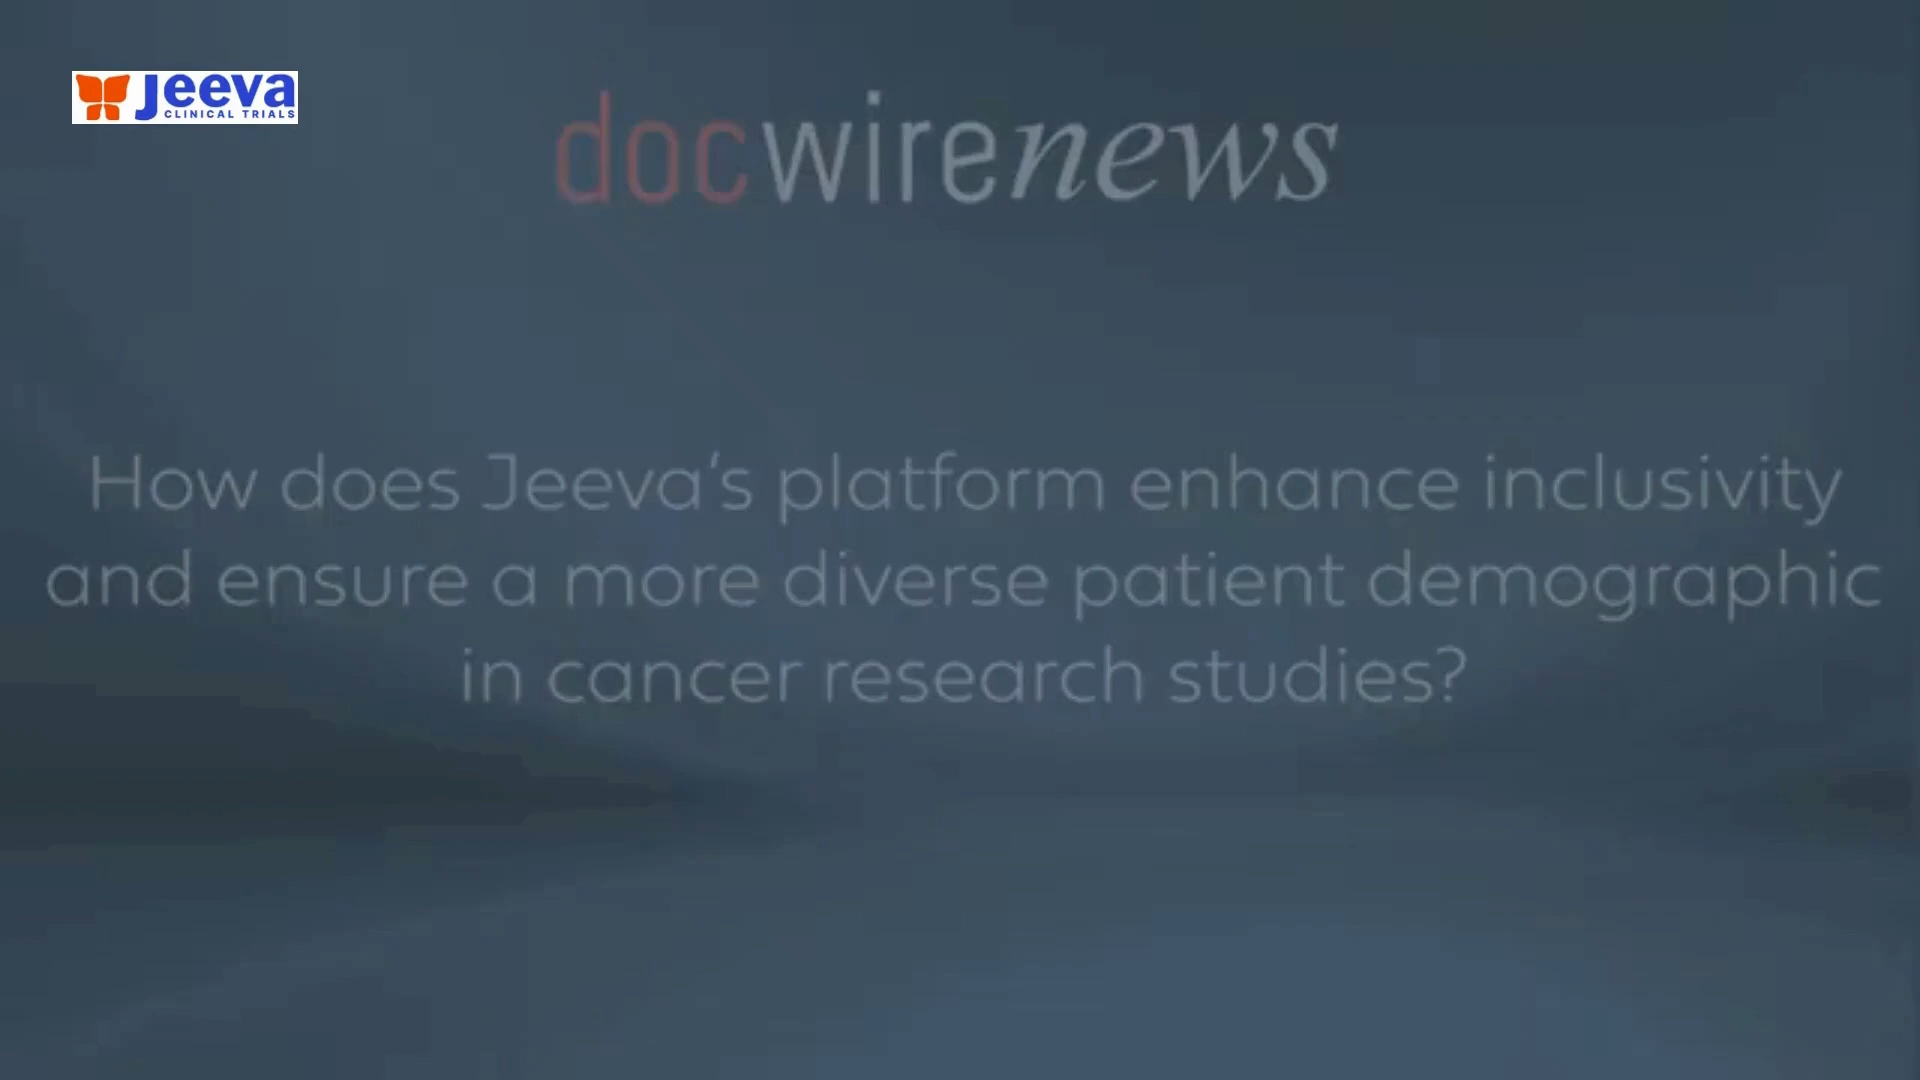 Jeeva
CLINICAL TRIALS
docwirenews
How does Jeeva's platform enhance inclusivity
and ensure a more diverse patient demographic
in cancer research studies?